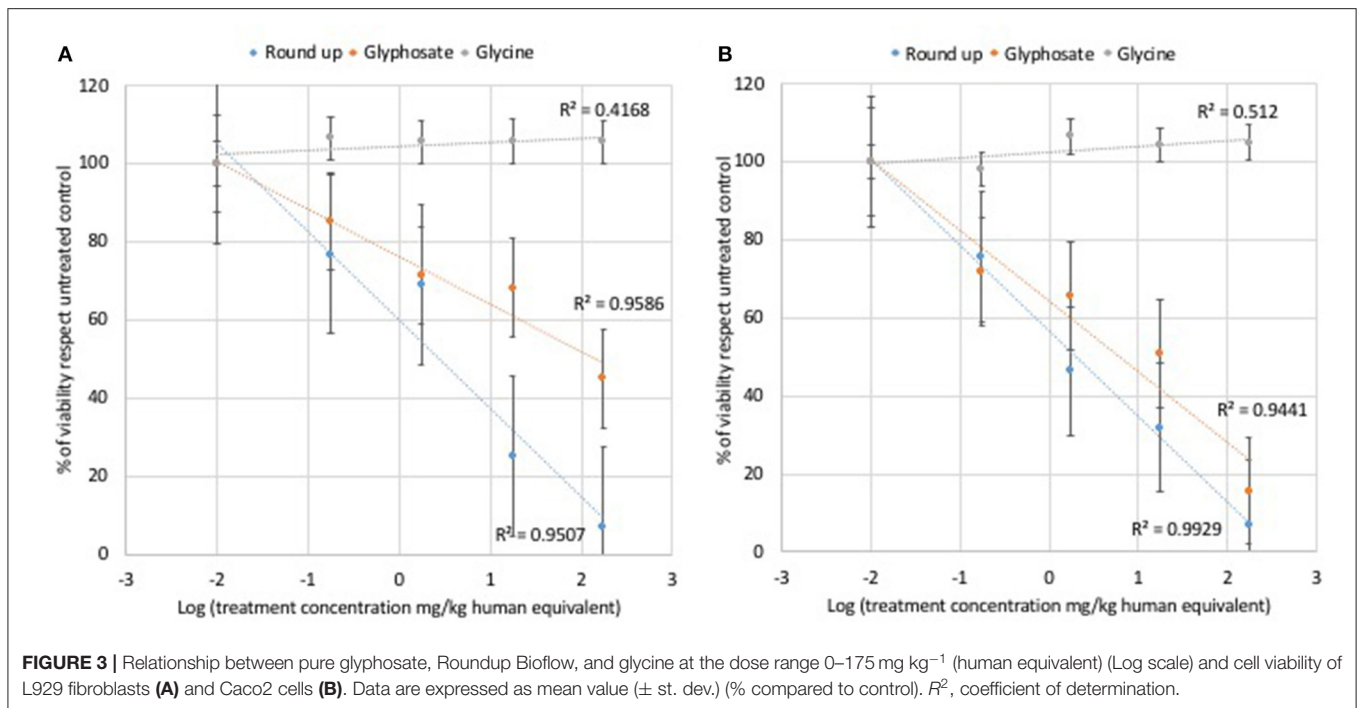 A
Round up Glyphosate Glycine
120
100
80
60
40
20
0
% of viability respect untreated control
R² = 0.4168
R² = 0.9586
R² = 0.9507
-3 -2 -1 0 1 2 3
Log (treatment concentration mg/kg human equivalent)
B
Round up Glyphosate Glycine
120
100
80
60
40
20
0
% of viability respect untreated control
R² = 0.512
R² = 0.9441
R² = 0.9929
-3 -2 -1 0 1 2 3
Log (treatment concentration mg/kg human equivalent)
FIGURE 3 | Relationship between pure glyphosate, Roundup Bioflow, and glycine at the dose range 0–175 mg kg⁻¹ (human equivalent) (Log scale) and cell viability of
L929 fibroblasts (A) and Caco2 cells (B). Data are expressed as mean value (± st. dev.) (% compared to control). R², coefficient of determination.